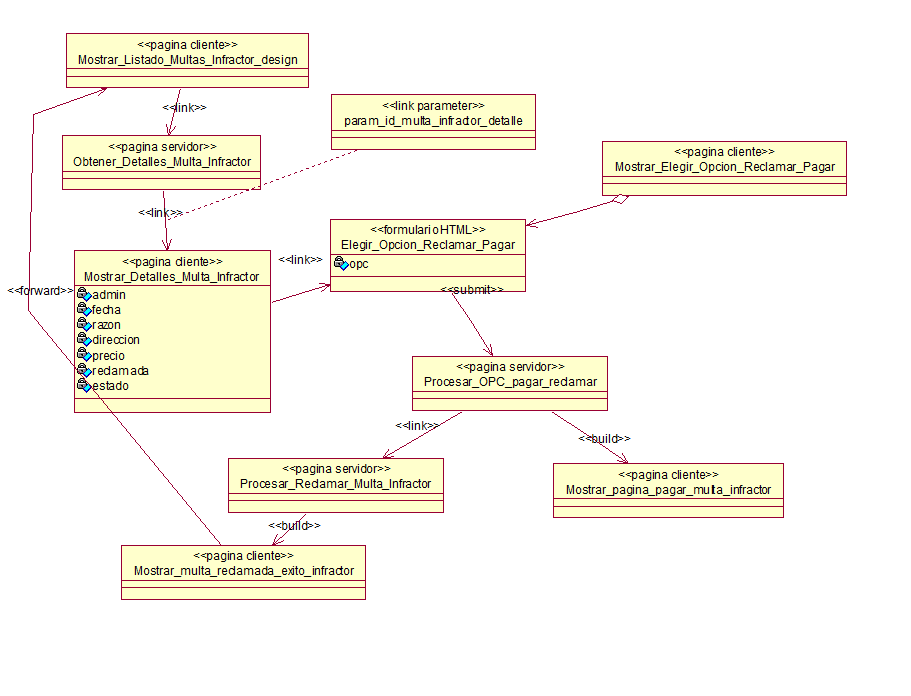 <<pagina cliente>>
Mostrar_Listado_Multas_Infractor_design
<<link>>
<<link parameter>>
param_id_multa_infractor_detalle
<<pagina servidor>>
Obtener_Detalles_Multa_Infractor
<<pagina cliente>>
Mostrar_Elegir_Opcion_Reclamar_Pagar
<<link>>
<<formularioHTML>>
Elegir_Opcion_Reclamar_Pagar
opc
<<link>>
<<pagina cliente>>
Mostrar_Detalles_Multa_Infractor
admin
fecha
razon
direccion
precio
reclamada
estado
<<forward>>
<<submit>>
<<pagina servidor>>
Procesar_OPC_pagar_reclamar
<<link>>
<<build>>
<<pagina servidor>>
Procesar_Reclamar_Multa_Infractor
<<pagina cliente>>
Mostrar_pagina_pagar_multa_infractor
<<build>>
<<pagina cliente>>
Mostrar_multa_reclamada_exito_infractor